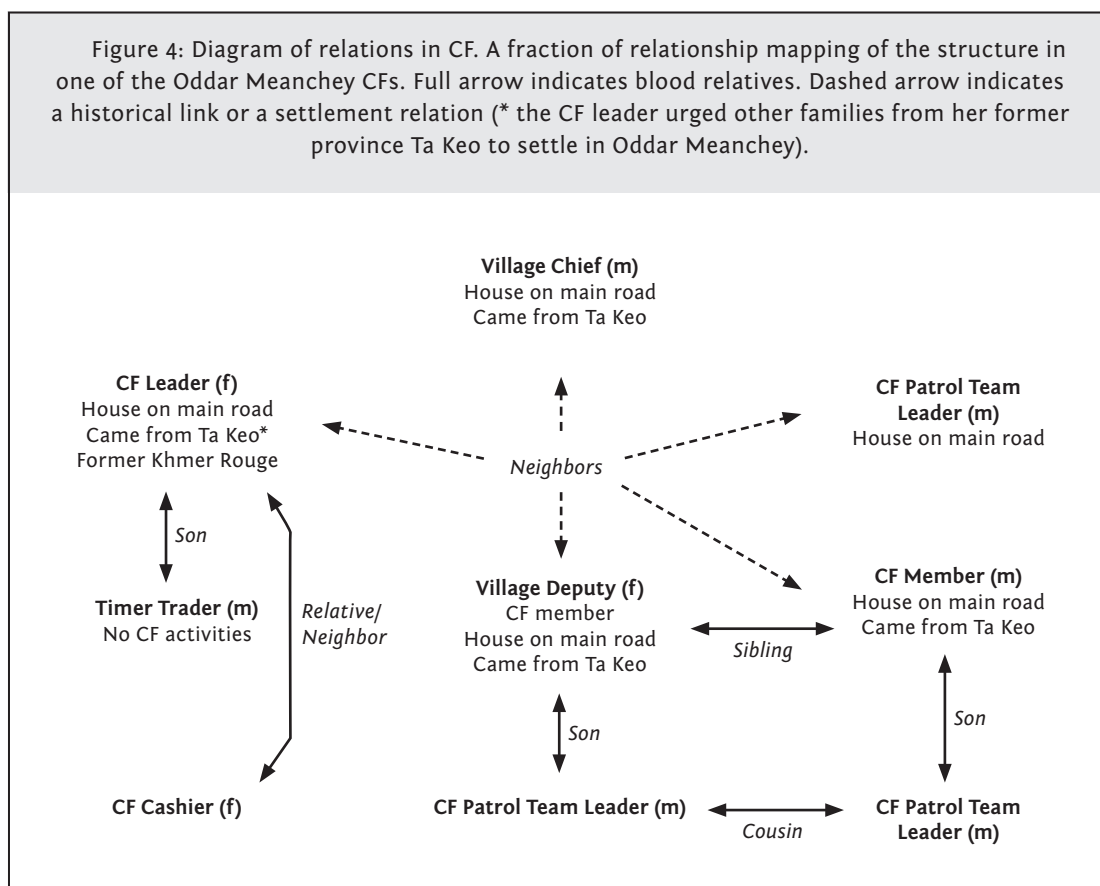 Figure 4: Diagram of relations in CF. A fraction of relationship mapping of the structure in
one of the Oddar Meanchey CFs. Full arrow indicates blood relatives. Dashed arrow indicates
a historical link or a settlement relation (* the CF leader urged other families from her former
province Ta Keo to settle in Oddar Meanchey).
Village Chief (m)
House on main road
Came from Ta Keo
CF Leader (f)
House on main road
Came from Ta Keo*
Former Khmer Rouge
CF Patrol Team
Leader (m)
House on main road
Neighbors
Son
Timer Trader (m)
No CF activities
Relative/
Neighbor
Village Deputy (f)
CF member
House on main road
Came from Ta Keo
Sibling
CF Member (m)
House on main road
Came from Ta Keo
Son
Son
CF Cashier (f)
CF Patrol Team Leader (m)
Cousin
CF Patrol Team
Leader (m)